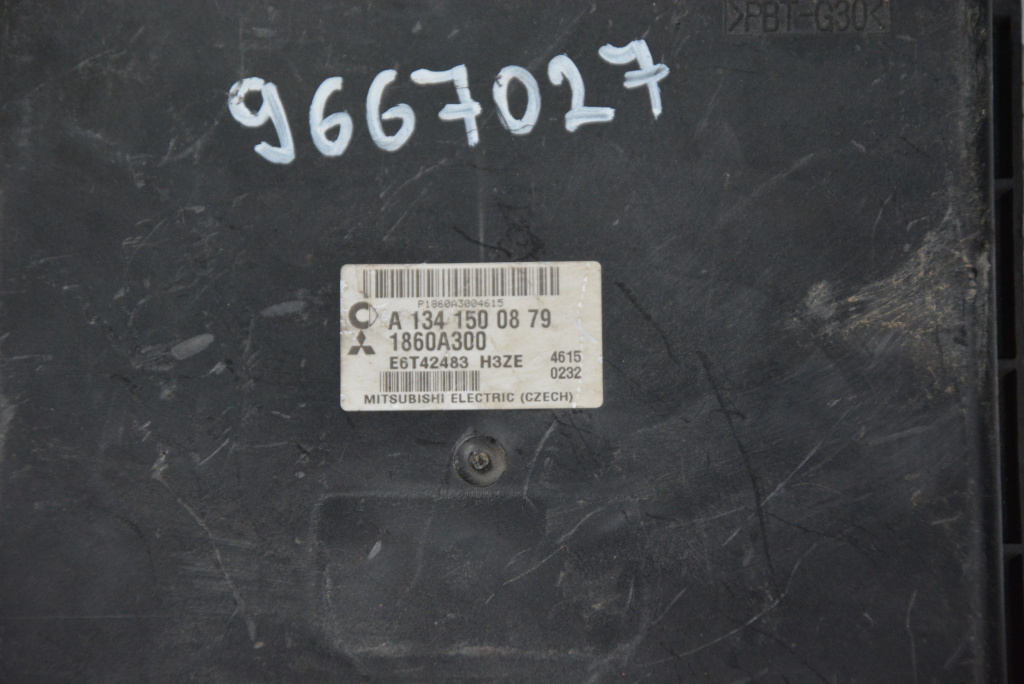 >PBT-G30<
9667027
P1860A3004615
A 134 150 08 79
1860A300
E6T42483 H3ZE 4615
0232
MITSUBISHI ELECTRIC (CZECH)